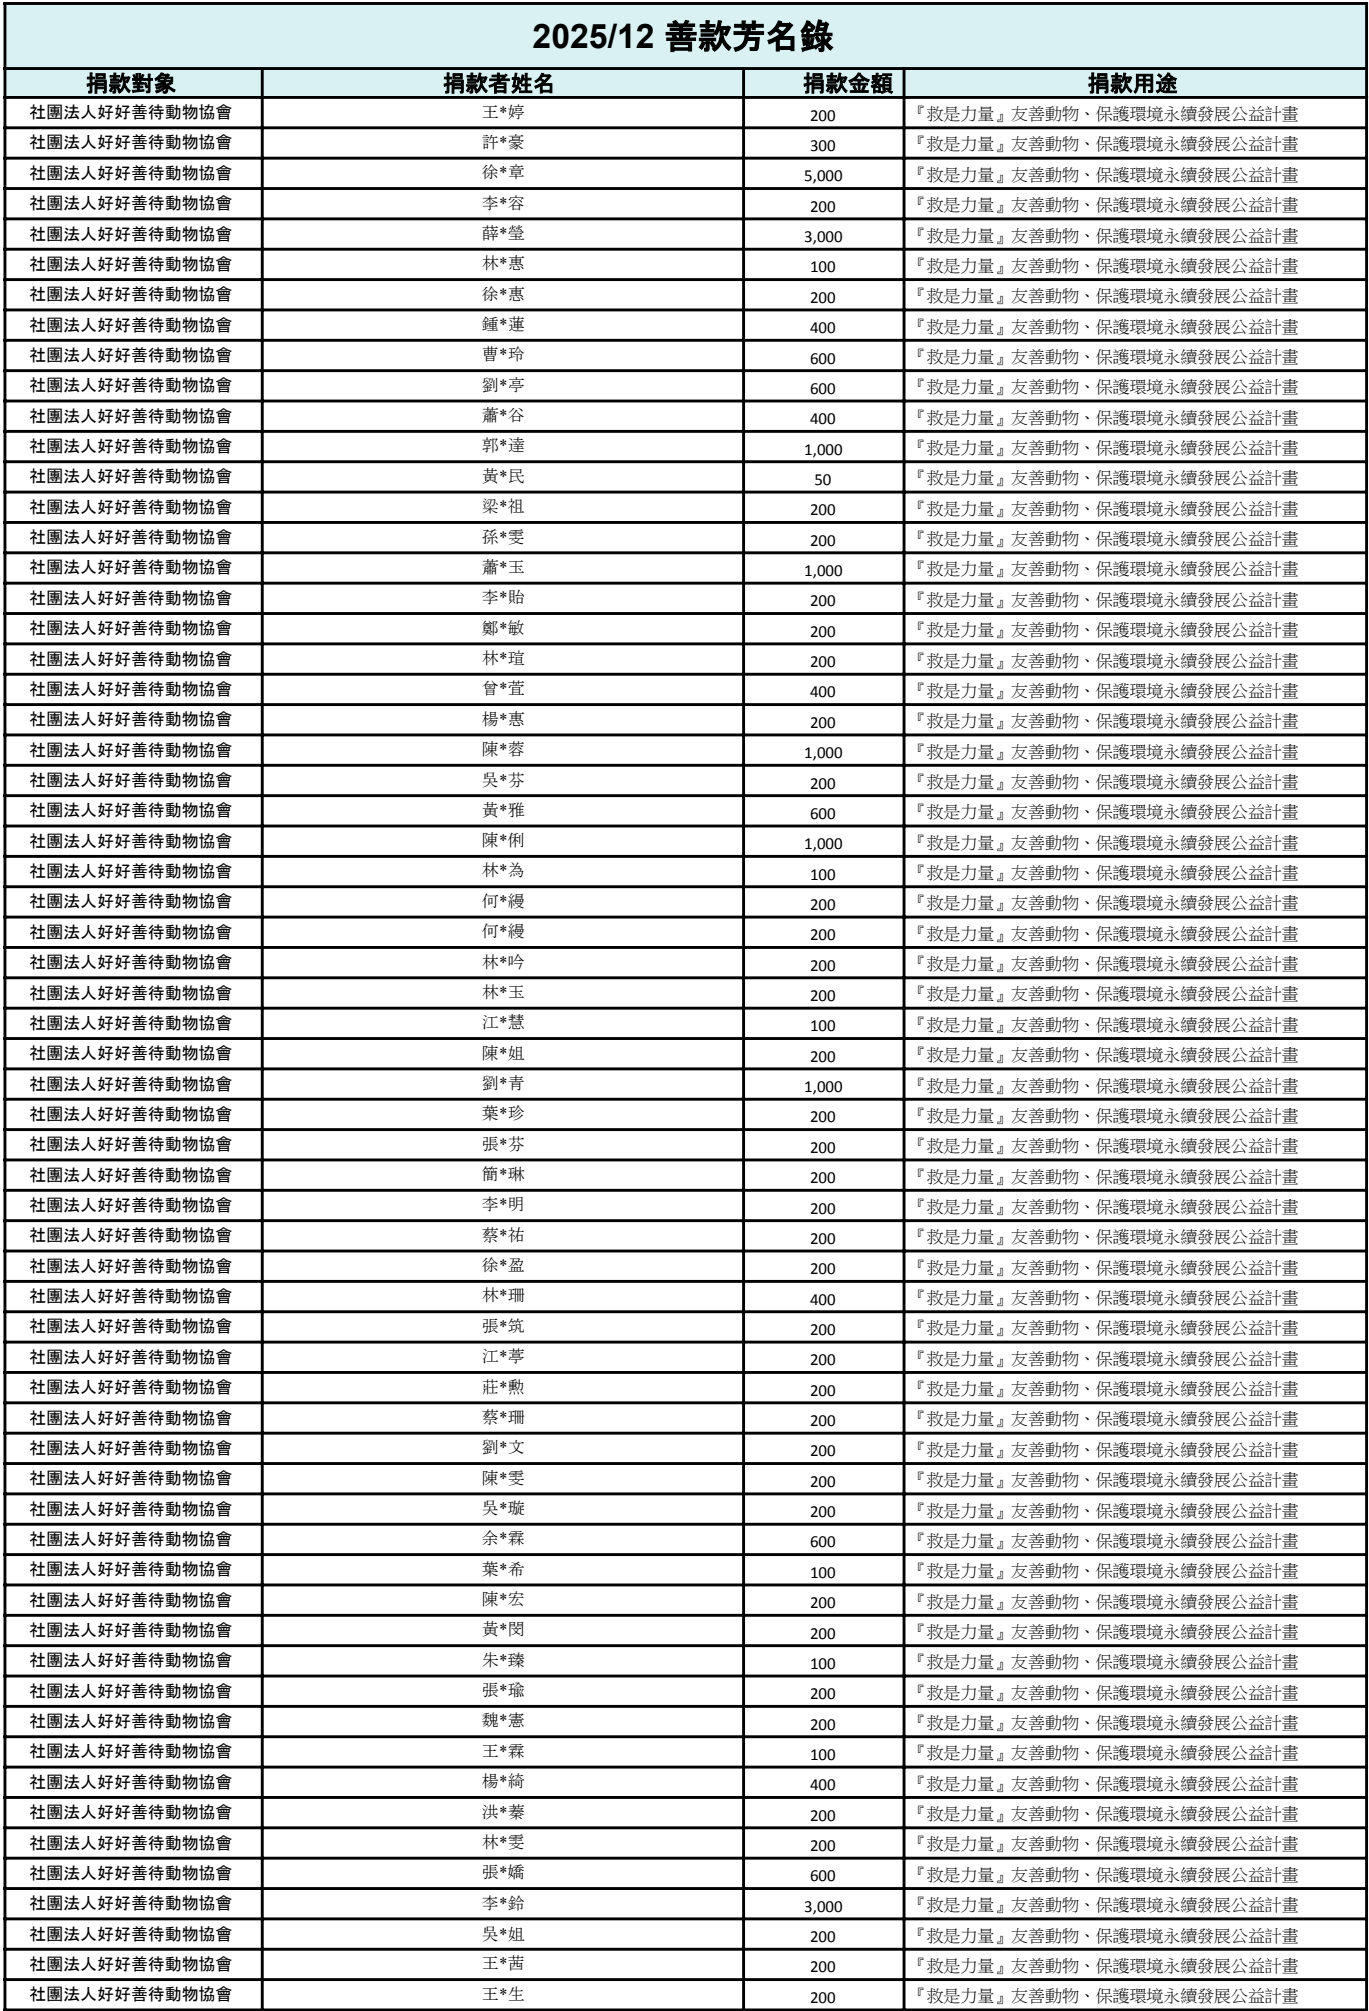 2025/12 善款芳名錄
捐款對象 捐款者姓名 捐款金額 捐款用途
社團法人好好善待動物協會 王*婷 200 『救是力量』友善動物、保護環境永續發展公益計畫
社團法人好好善待動物協會 許*豪 300 『救是力量』友善動物、保護環境永續發展公益計畫
社團法人好好善待動物協會 徐*章 5,000 『救是力量』友善動物、保護環境永續發展公益計畫
社團法人好好善待動物協會 李*容 200 『救是力量』友善動物、保護環境永續發展公益計畫
社團法人好好善待動物協會 薛*瑩 3,000 『救是力量』友善動物、保護環境永續發展公益計畫
社團法人好好善待動物協會 林*惠 100 『救是力量』友善動物、保護環境永續發展公益計畫
社團法人好好善待動物協會 徐*惠 200 『救是力量』友善動物、保護環境永續發展公益計畫
社團法人好好善待動物協會 鍾*蓮 400 『救是力量』友善動物、保護環境永續發展公益計畫
社團法人好好善待動物協會 曹*玲 600 『救是力量』友善動物、保護環境永續發展公益計畫
社團法人好好善待動物協會 劉*亭 600 『救是力量』友善動物、保護環境永續發展公益計畫
社團法人好好善待動物協會 蕭*谷 400 『救是力量』友善動物、保護環境永續發展公益計畫
社團法人好好善待動物協會 郭*達 1,000 『救是力量』友善動物、保護環境永續發展公益計畫
社團法人好好善待動物協會 黃*民 50 『救是力量』友善動物、保護環境永續發展公益計畫
社團法人好好善待動物協會 梁*祖 200 『救是力量』友善動物、保護環境永續發展公益計畫
社團法人好好善待動物協會 孫*雯 200 『救是力量』友善動物、保護環境永續發展公益計畫
社團法人好好善待動物協會 蕭*玉 1,000 『救是力量』友善動物、保護環境永續發展公益計畫
社團法人好好善待動物協會 李*貽 200 『救是力量』友善動物、保護環境永續發展公益計畫
社團法人好好善待動物協會 鄭*敏 200 『救是力量』友善動物、保護環境永續發展公益計畫
社團法人好好善待動物協會 林*瑄 200 『救是力量』友善動物、保護環境永續發展公益計畫
社團法人好好善待動物協會 曾*萱 400 『救是力量』友善動物、保護環境永續發展公益計畫
社團法人好好善待動物協會 楊*惠 200 『救是力量』友善動物、保護環境永續發展公益計畫
社團法人好好善待動物協會 陳*蓉 1,000 『救是力量』友善動物、保護環境永續發展公益計畫
社團法人好好善待動物協會 吳*芬 200 『救是力量』友善動物、保護環境永續發展公益計畫
社團法人好好善待動物協會 黃*雅 600 『救是力量』友善動物、保護環境永續發展公益計畫
社團法人好好善待動物協會 陳*俐 1,000 『救是力量』友善動物、保護環境永續發展公益計畫
社團法人好好善待動物協會 林*為 100 『救是力量』友善動物、保護環境永續發展公益計畫
社團法人好好善待動物協會 何*縵 200 『救是力量』友善動物、保護環境永續發展公益計畫
社團法人好好善待動物協會 何*縵 200 『救是力量』友善動物、保護環境永續發展公益計畫
社團法人好好善待動物協會 林*吟 200 『救是力量』友善動物、保護環境永續發展公益計畫
社團法人好好善待動物協會 林*玉 200 『救是力量』友善動物、保護環境永續發展公益計畫
社團法人好好善待動物協會 江*慧 100 『救是力量』友善動物、保護環境永續發展公益計畫
社團法人好好善待動物協會 陳*姐 200 『救是力量』友善動物、保護環境永續發展公益計畫
社團法人好好善待動物協會 劉*青 1,000 『救是力量』友善動物、保護環境永續發展公益計畫
社團法人好好善待動物協會 葉*珍 200 『救是力量』友善動物、保護環境永續發展公益計畫
社團法人好好善待動物協會 張*芬 200 『救是力量』友善動物、保護環境永續發展公益計畫
社團法人好好善待動物協會 簡*琳 200 『救是力量』友善動物、保護環境永續發展公益計畫
社團法人好好善待動物協會 李*明 200 『救是力量』友善動物、保護環境永續發展公益計畫
社團法人好好善待動物協會 蔡*祐 200 『救是力量』友善動物、保護環境永續發展公益計畫
社團法人好好善待動物協會 徐*盈 200 『救是力量』友善動物、保護環境永續發展公益計畫
社團法人好好善待動物協會 林*珊 400 『救是力量』友善動物、保護環境永續發展公益計畫
社團法人好好善待動物協會 張*筑 200 『救是力量』友善動物、保護環境永續發展公益計畫
社團法人好好善待動物協會 江*葶 200 『救是力量』友善動物、保護環境永續發展公益計畫
社團法人好好善待動物協會 莊*勲 200 『救是力量』友善動物、保護環境永續發展公益計畫
社團法人好好善待動物協會 蔡*珊 200 『救是力量』友善動物、保護環境永續發展公益計畫
社團法人好好善待動物協會 劉*文 200 『救是力量』友善動物、保護環境永續發展公益計畫
社團法人好好善待動物協會 陳*雯 200 『救是力量』友善動物、保護環境永續發展公益計畫
社團法人好好善待動物協會 吳*璇 200 『救是力量』友善動物、保護環境永續發展公益計畫
社團法人好好善待動物協會 余*霖 600 『救是力量』友善動物、保護環境永續發展公益計畫
社團法人好好善待動物協會 葉*希 100 『救是力量』友善動物、保護環境永續發展公益計畫
社團法人好好善待動物協會 陳*宏 200 『救是力量』友善動物、保護環境永續發展公益計畫
社團法人好好善待動物協會 黃*閔 200 『救是力量』友善動物、保護環境永續發展公益計畫
社團法人好好善待動物協會 朱*臻 100 『救是力量』友善動物、保護環境永續發展公益計畫
社團法人好好善待動物協會 張*瑜 200 『救是力量』友善動物、保護環境永續發展公益計畫
社團法人好好善待動物協會 魏*憲 200 『救是力量』友善動物、保護環境永續發展公益計畫
社團法人好好善待動物協會 王*霖 100 『救是力量』友善動物、保護環境永續發展公益計畫
社團法人好好善待動物協會 楊*綺 400 『救是力量』友善動物、保護環境永續發展公益計畫
社團法人好好善待動物協會 洪*蓁 200 『救是力量』友善動物、保護環境永續發展公益計畫
社團法人好好善待動物協會 林*雯 200 『救是力量』友善動物、保護環境永續發展公益計畫
社團法人好好善待動物協會 張*嬌 600 『救是力量』友善動物、保護環境永續發展公益計畫
社團法人好好善待動物協會 李*鈴 3,000 『救是力量』友善動物、保護環境永續發展公益計畫
社團法人好好善待動物協會 吳*姐 200 『救是力量』友善動物、保護環境永續發展公益計畫
社團法人好好善待動物協會 王*茜 200 『救是力量』友善動物、保護環境永續發展公益計畫
社團法人好好善待動物協會 王*生 200 『救是力量』友善動物、保護環境永續發展公益計畫